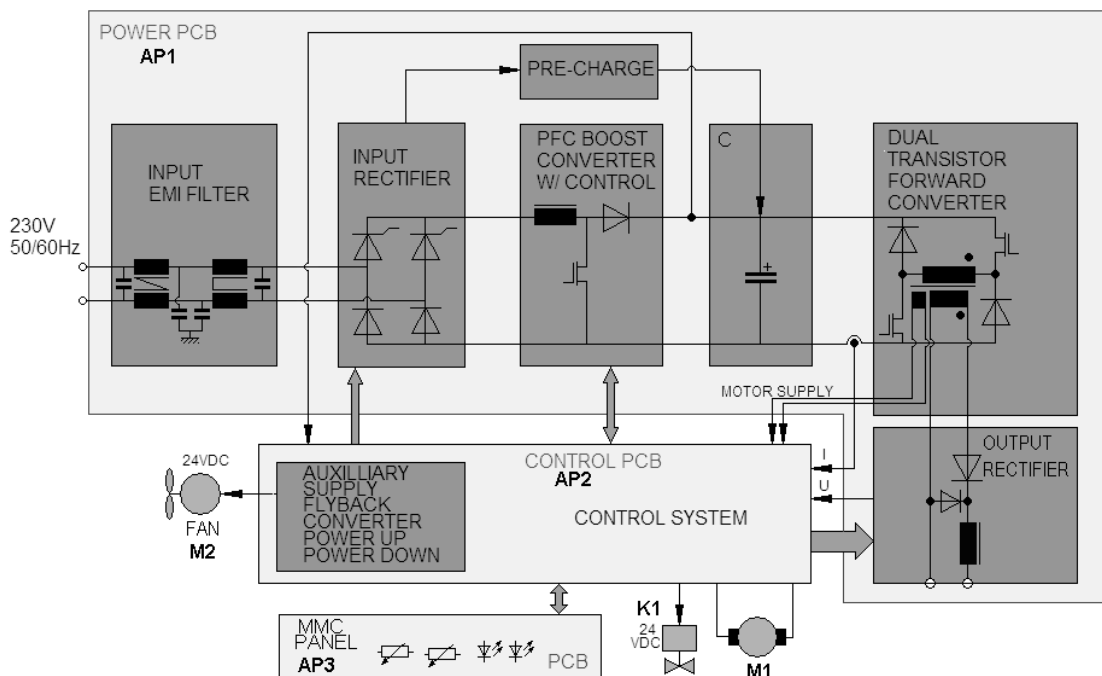 POWER PCB
AP1
PRE-CHARGE
INPUT
EMI FILTER
INPUT
RECTIFIER
PFC BOOST
CONVERTER
W/ CONTROL
C
DUAL
TRANSISTOR
FORWARD
CONVERTER
230V
50/60Hz
+
MOTOR SUPPLY
I
U
OUTPUT
RECTIFIER
CONTROL PCB
AP2
CONTROL SYSTEM
AUXILLIARY
SUPPLY
FLYBACK
CONVERTER
POWER UP
POWER DOWN
24VDC
FAN
M2
MMC
PANEL
AP3
PCB
K1
24
VDC
M1